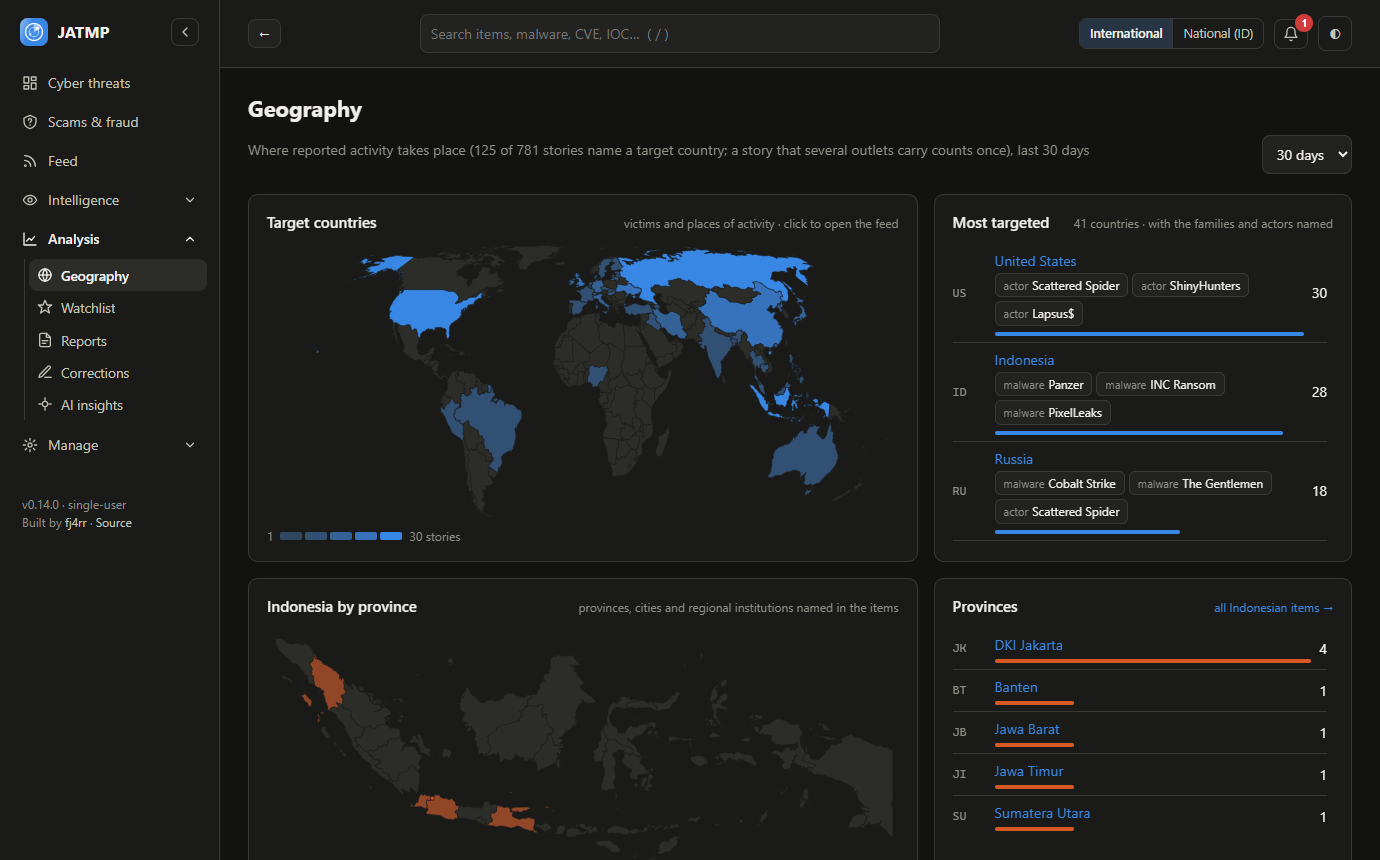 JATMP
Search items, malware, CVE, IOC... ( / )
International
National (ID)
1
Cyber threats
Scams & fraud
Feed
Intelligence
Analysis
Geography
Watchlist
Reports
Corrections
AI insights
Manage
v0.14.0 · single-user
Built by fj4rr · Source
Geography
Where reported activity takes place (125 of 781 stories name a target country; a story that several outlets carry counts once), last 30 days
30 days
Target countries
victims and places of activity · click to open the feed
1
30 stories
Most targeted
41 countries · with the families and actors named
United States
US
actor Scattered Spider
actor ShinyHunters
actor Lapsus$
30
Indonesia
ID
malware Panzer
malware INC Ransom
malware PixelLeaks
28
Russia
RU
malware Cobalt Strike
malware The Gentlemen
actor Scattered Spider
18
Indonesia by province
provinces, cities and regional institutions named in the items
Provinces
all Indonesian items →
JK
DKI Jakarta
4
BT
Banten
1
JB
Jawa Barat
1
JI
Jawa Timur
1
SU
Sumatera Utara
1